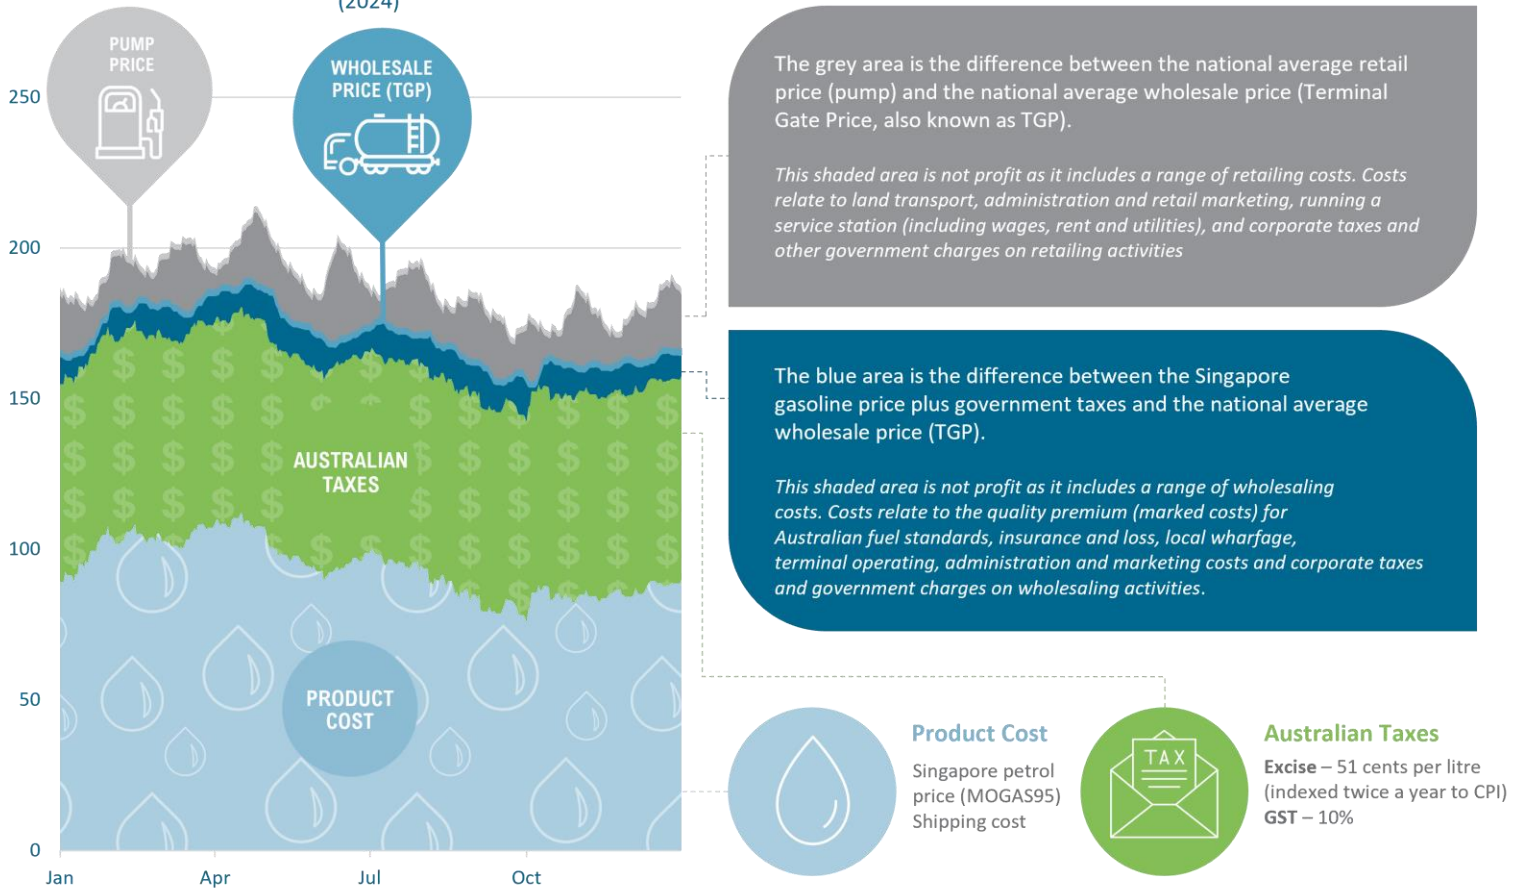 (2024)
PUMP
PRICE
WHOLESALE
PRICE (TGP)
250
200
150
100
50
0
Jan
Apr
Jul
Oct
AUSTRALIAN
TAXES
PRODUCT
COST
The grey area is the difference between the national average retail
price (pump) and the national average wholesale price (Terminal
Gate Price, also known as TGP).
This shaded area is not profit as it includes a range of retailing costs. Costs
relate to land transport, administration and retail marketing, running a
service station (including wages, rent and utilities), and corporate taxes and
other government charges on retailing activities
The blue area is the difference between the Singapore
gasoline price plus government taxes and the national average
wholesale price (TGP).
This shaded area is not profit as it includes a range of wholesaling
costs. Costs relate to the quality premium (marked costs) for
Australian fuel standards, insurance and loss, local wharfage,
terminal operating, administration and marketing costs and corporate taxes
and government charges on wholesaling activities.
Product Cost
Singapore petrol
price (MOGAS95)
Shipping cost
TAX
Australian Taxes
Excise – 51 cents per litre
(indexed twice a year to CPI)
GST – 10%